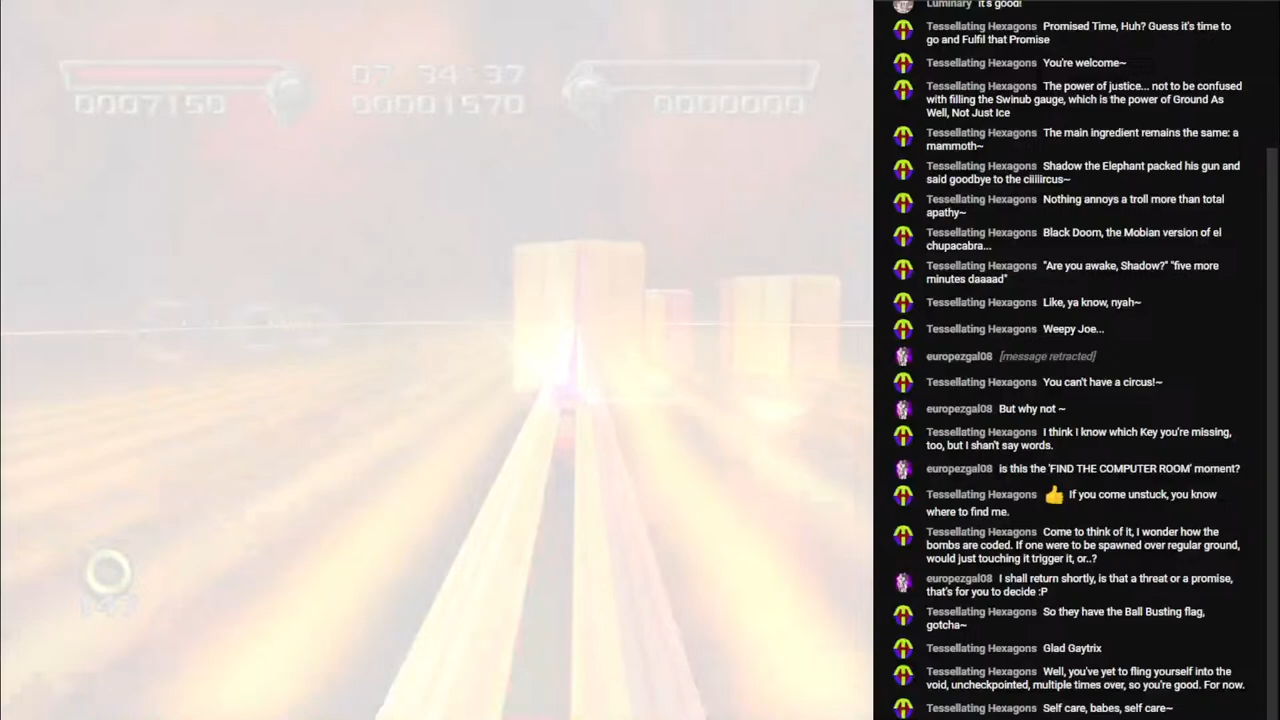 07:34:37
0007150
00001570
0000000
147
Luminary it's good!
Tessellating Hexagons Promised Time, Huh? Guess it's time to
go and Fulfil that Promise
Tessellating Hexagons You're welcome~
Tessellating Hexagons The power of justice... not to be confused
with filling the Swinub gauge, which is the power of Ground As
Well, Not Just Ice
Tessellating Hexagons The main ingredient remains the same: a
mammoth~
Tessellating Hexagons Shadow the Elephant packed his gun and
said goodbye to the ciiiiircus~
Tessellating Hexagons Nothing annoys a troll more than total
apathy~
Tessellating Hexagons Black Doom, the Mobian version of el
chupacabra...
Tessellating Hexagons "Are you awake, Shadow?" "five more
minutes daaaad"
Tessellating Hexagons Like, ya know, nyah~
Tessellating Hexagons Weepy Joe...
europezgal08 [message retracted]
Tessellating Hexagons You can't have a circus!~
europezgal08 But why not ~
Tessellating Hexagons I think I know which Key you're missing,
too, but I shan't say words.
europezgal08 is this the 'FIND THE COMPUTER ROOM' moment?
Tessellating Hexagons 👍 If you come unstuck, you know
where to find me.
Tessellating Hexagons Come to think of it, I wonder how the
bombs are coded. If one were to be spawned over regular ground,
would just touching it trigger it, or..?
europezgal08 I shall return shortly, is that a threat or a promise,
that's for you to decide :P
Tessellating Hexagons So they have the Ball Busting flag,
gotcha~
Tessellating Hexagons Glad Gaytrix
Tessellating Hexagons Well, you've yet to fling yourself into the
void, uncheckpointed, multiple times over, so you're good. For now.
Tessellating Hexagons Self care, babes, self care~